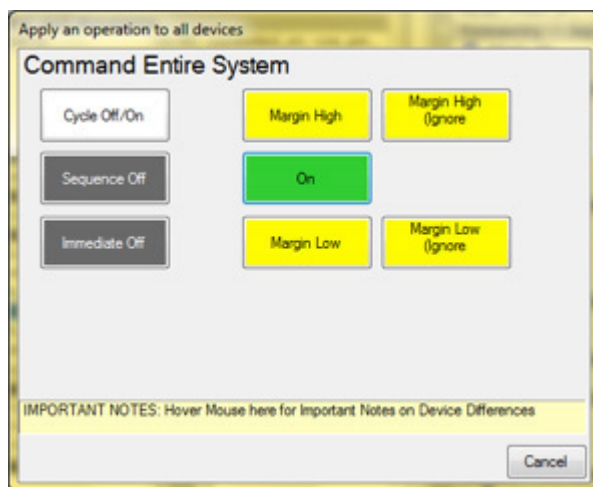 Apply an operation to all devices
Command Entire System
Cycle Off/On
Margin High
Margin High
(Ignore
Sequence Off
On
Immediate Off
Margin Low
Margin Low
(Ignore
IMPORTANT NOTES: Hover Mouse here for Important Notes on Device Differences
Cancel